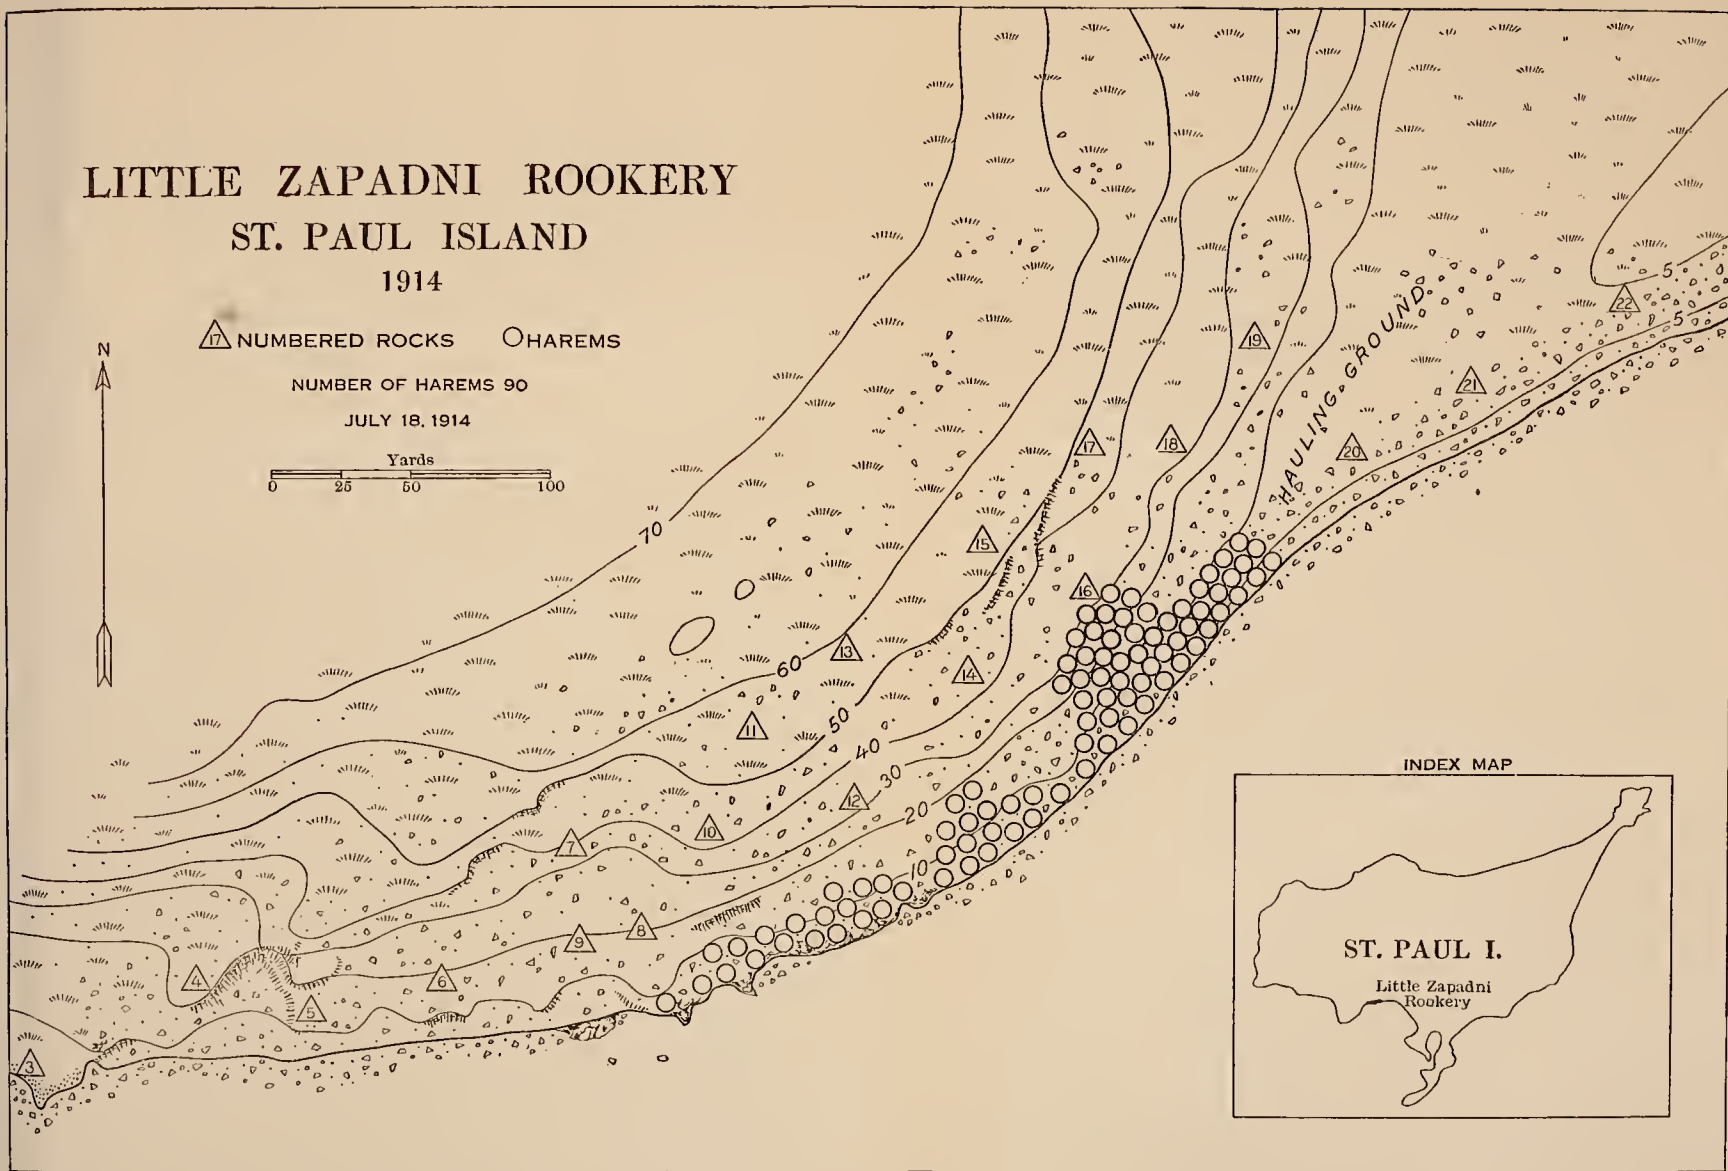 LITTLE ZAPADNI ROOKERY
ST. PAUL ISLAND
1914
17 NUMBERED ROCKS HAREMS
NUMBER OF HAREMS 90
JULY 18, 1914
Yards
0 25 50 100
N
HAULING GROUND
70
60
50
40
30
20
10
5
5
3
4
5
6
7
8
9
10
11
12
13
14
15
16
17
18
19
20
21
22
INDEX MAP
ST. PAUL I.
Little Zapadni
Rookery